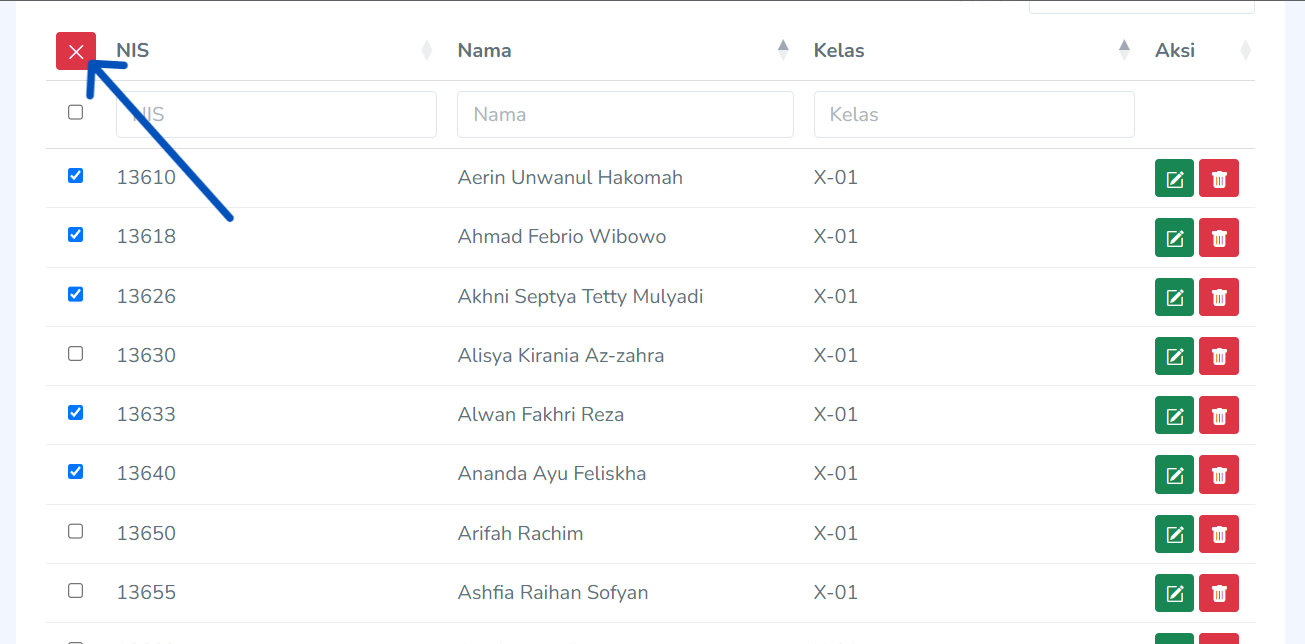 NIS Nama Kelas Aksi
NIS Nama Kelas
13610 Aerin Unwanul Hakomah X-01
13618 Ahmad Febrio Wibowo X-01
13626 Akhni Septya Tetty Mulyadi X-01
13630 Alisya Kirania Az-zahra X-01
13633 Alwan Fakhri Reza X-01
13640 Ananda Ayu Feliskha X-01
13650 Arifah Rachim X-01
13655 Ashfia Raihan Sofyan X-01